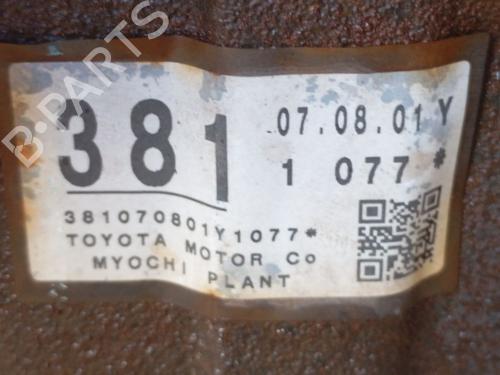 B-PARTS
381
07.08.01 Y
1 077 *
381070801Y1077*
TOYOTA MOTOR Co
MYOCHI PLANT